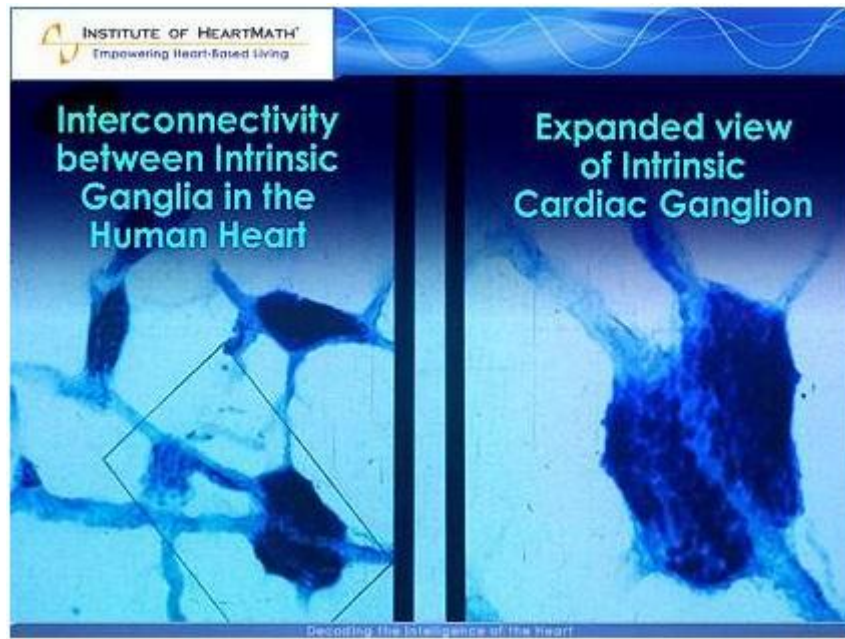 INSTITUTE OF HEARTMATH®
Empowering Heart-Based Living
Interconnectivity
between Intrinsic
Ganglia in the
Human Heart
Expanded view
of Intrinsic
Cardiac Ganglion
Decoding the Intelligence of the Heart